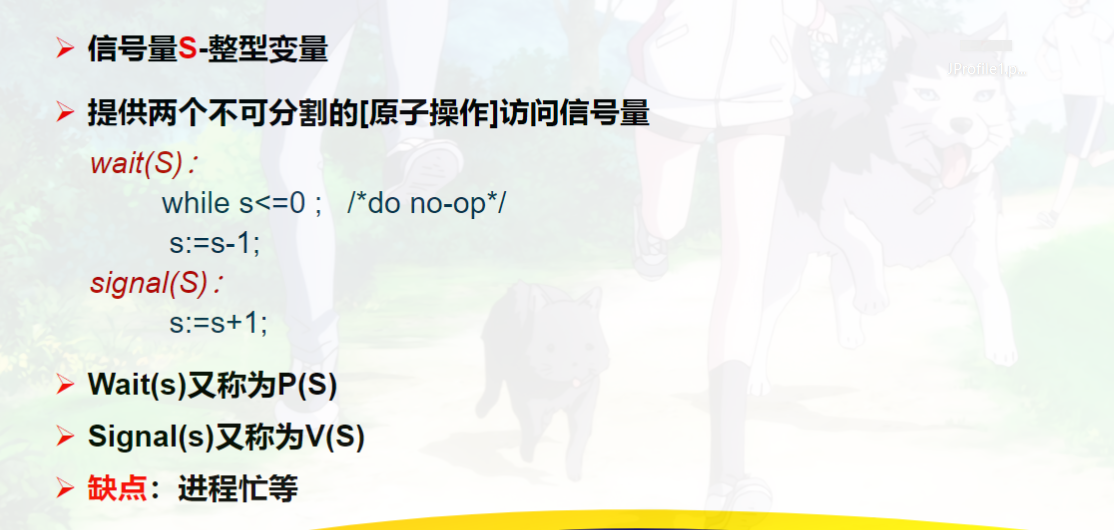 信号量S-整型变量
提供两个不可分割的[原子操作]访问信号量
wait(S)：
while s<=0 ; /*do no-op*/
s:=s-1;
signal(S)：
s:=s+1;
Wait(s)又称为P(S)
Signal(s)又称为V(S)
缺点：进程忙等